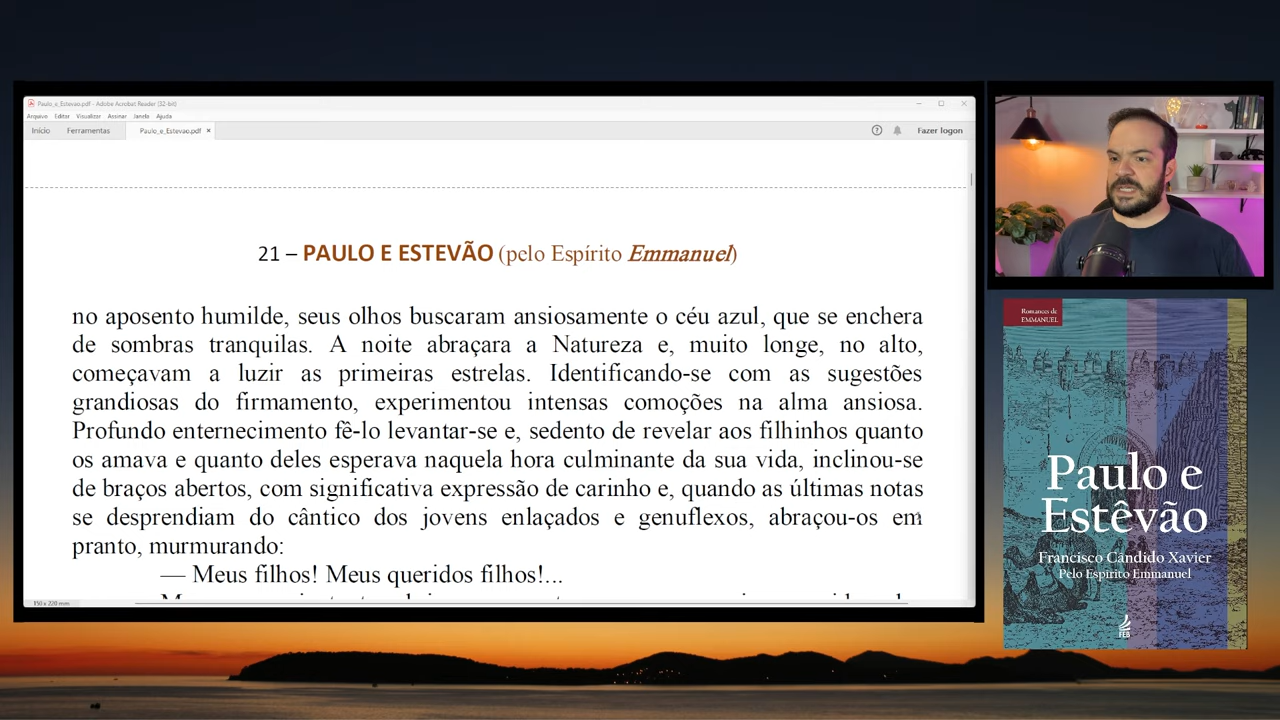 Paulo_e_Estevao.pdf - Adobe Acrobat Reader (32-bit)
Arquivo Editar Visualizar Assinar Janela Ajuda
Início Ferramentas Paulo_e_Estevao.pdf × Fazer logon
21 – PAULO E ESTEVÃO (pelo Espírito Emmanuel)
no aposento humilde, seus olhos buscaram ansiosamente o céu azul, que se enchera
de sombras tranquilas. A noite abraçara a Natureza e, muito longe, no alto,
começavam a luzir as primeiras estrelas. Identificando-se com as sugestões
grandiosas do firmamento, experimentou intensas comoções na alma ansiosa.
Profundo enternecimento fê-lo levantar-se e, sedento de revelar aos filhinhos quanto
os amava e quanto deles esperava naquela hora culminante da sua vida, inclinou-se
de braços abertos, com significativa expressão de carinho e, quando as últimas notas
se desprendiam do cântico dos jovens enlaçados e genuflexos, abraçou-os em
pranto, murmurando:
— Meus filhos! Meus queridos filhos!...
150 x 220 mm
Romances de
EMMANUEL
Paulo e
Estêvão
Francisco Cândido Xavier
Pelo Espírito Emmanuel
FEB